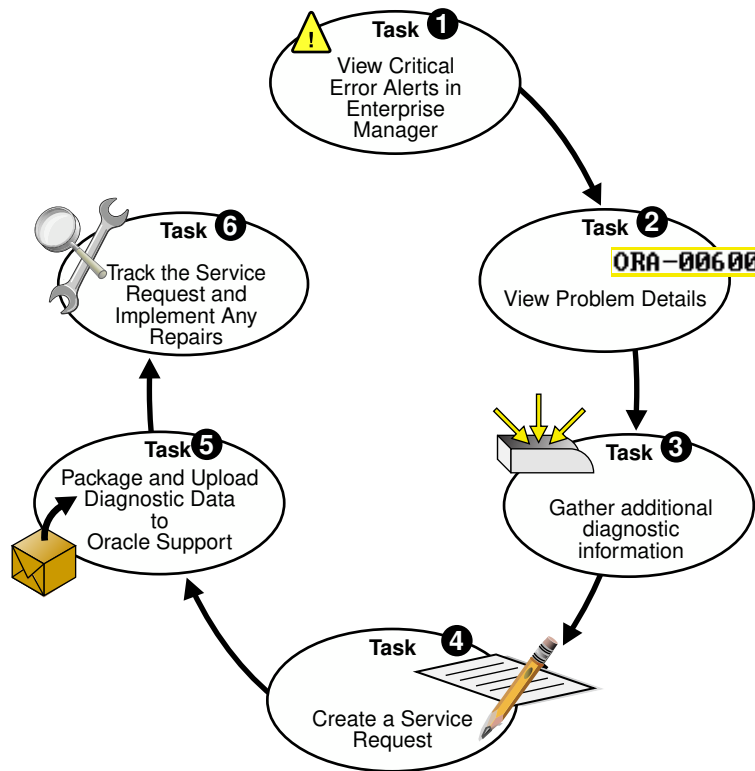 Task 1
!
View Critical
Error Alerts in
Enterprise
Manager
Task 2
ORA-00600
View Problem Details
Task 3
Gather additional
diagnostic
information
Task 4
Create a Service
Request
Task 5
Package and Upload
Diagnostic Data
to
Oracle Support
Task 6
Track the Service
Request and
Implement Any
Repairs